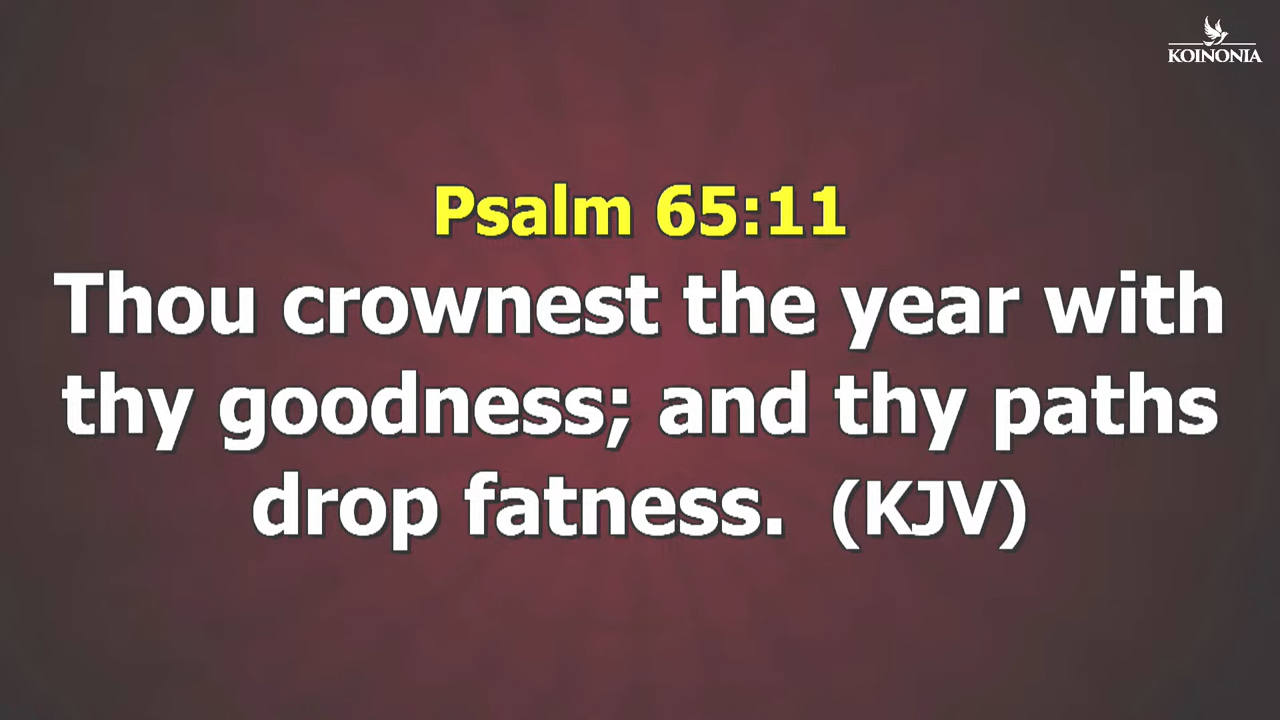 KOINONIA
Psalm 65:11
Thou crownest the year with
thy goodness; and thy paths
drop fatness. (KJV)